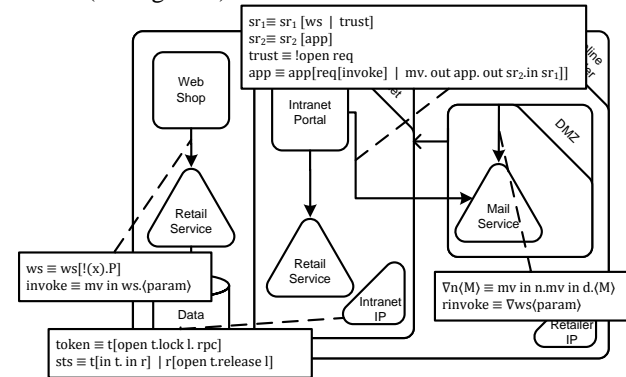 sr₁≡ sr₁ [ws | trust]
sr₂≡ sr₂ [app]
trust ≡ !open req
app ≡ app[req[invoke] | mv. out app. out sr₂.in sr₁]]
Web
Shop
Intranet
Portal
DMZ
Retail
Service
Mail
Service
Retail
Service
ws ≡ ws[!(x).P]
invoke ≡ mv in ws.⟨param⟩
∇n⟨M⟩ ≡ mv in n.mv in d.⟨M⟩
rinvoke ≡ ∇ws⟨param⟩
Data
Intranet
IP
Retailer
IP
token ≡ t[open t.lock l. rpc]
sts ≡ t[in t. in r] | r[open t.release l]